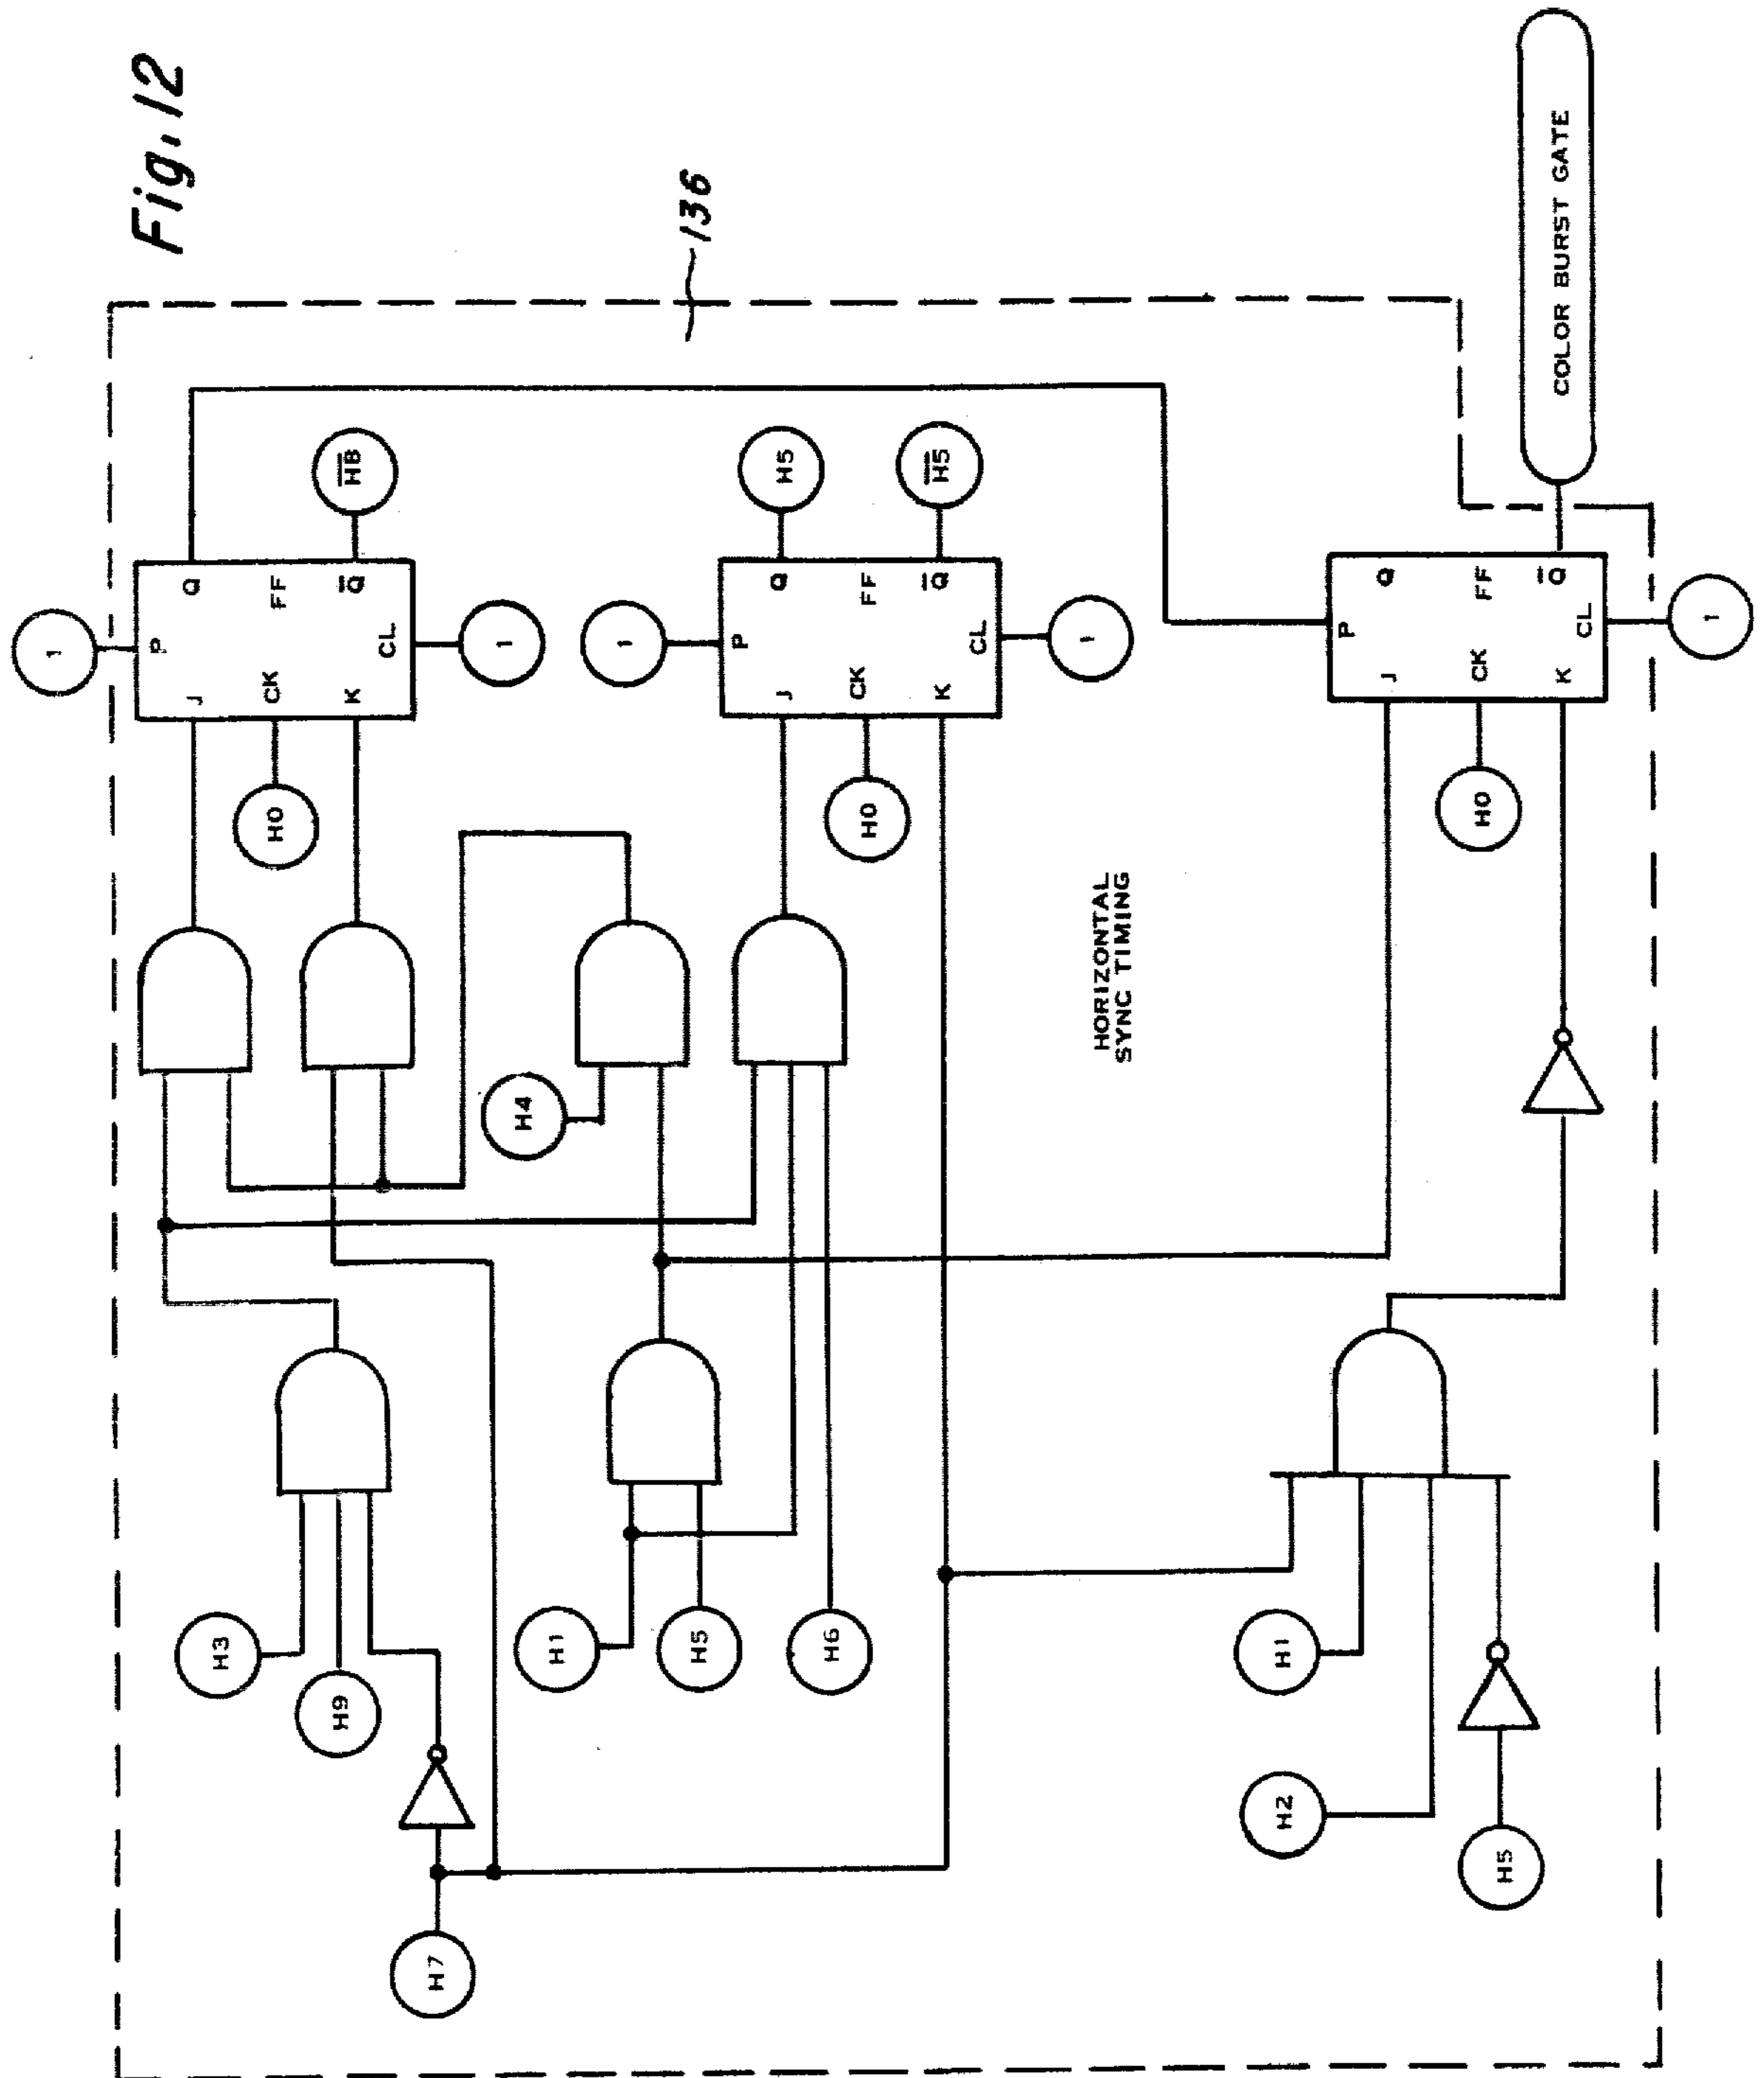 Fig. 12
136
1
P
J
Q
CK
FF
K
Q̅
CL
1
H̅B̅
H0
1
P
J
Q
CK
FF
K
Q̅
CL
1
H5
H̅5̅
H0
P
J
Q
CK
FF
K
Q̅
CL
1
H0
COLOR BURST GATE
H4
HORIZONTAL
SYNC TIMING
H3
H9
H7
H1
H5
H6
H1
H2
H5